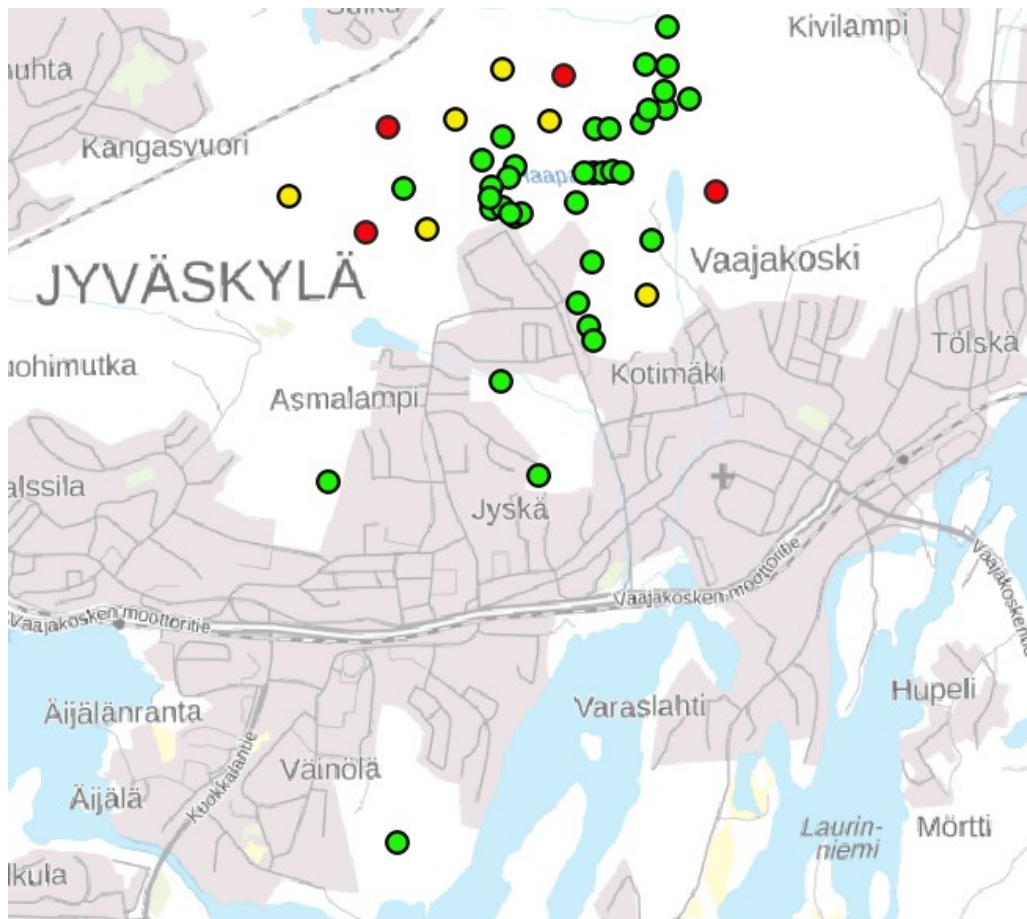 Kivilampi
Kangasvuori
JYVÄSKYLÄ
Vaajakoski
Tölskä
Kotimäki
Asmalampi
Jyskä
Vaajakosken moottoritie
Vaajakosken moottoritie
Vaajakoskentie
Hupeli
Varaslahti
Äijälänranta
Väinölä
Kuokkalantie
Äijälä
Laurin-
niemi
Mörtti